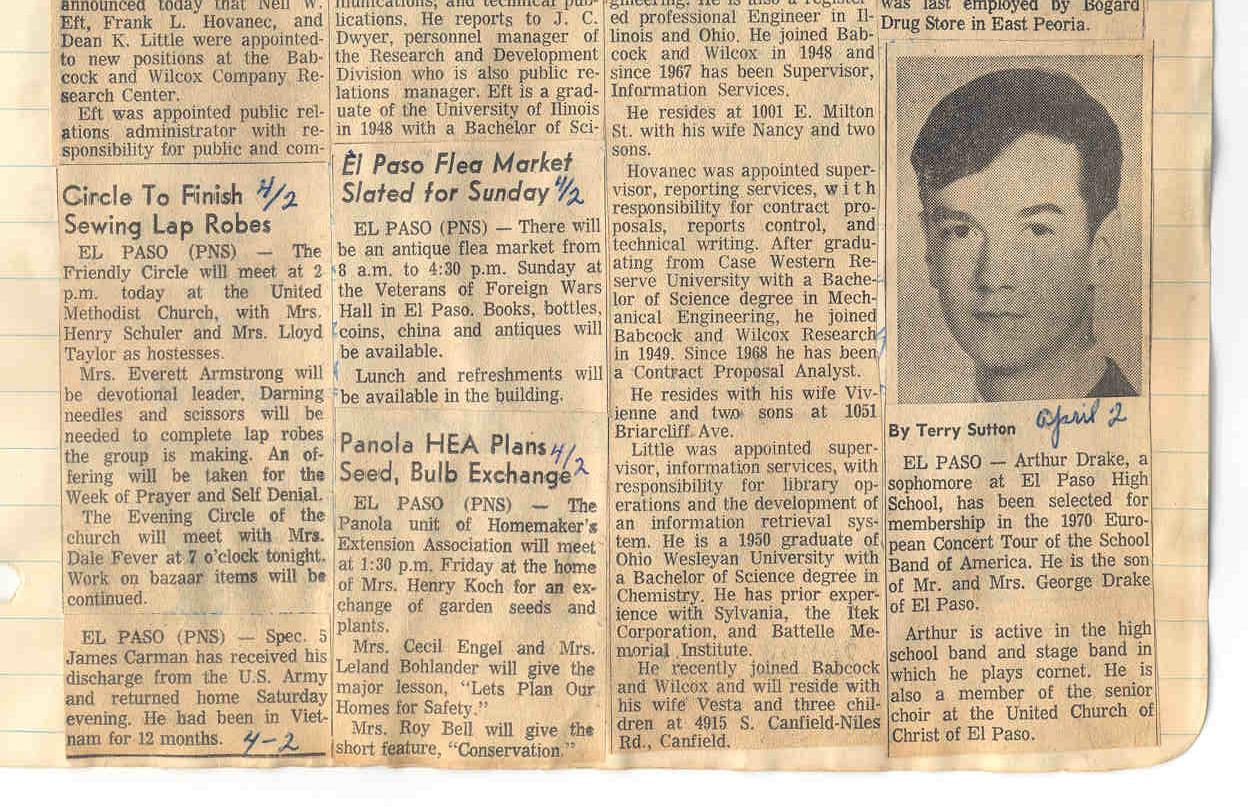 announced today that Neil W.
Eft, Frank L. Hovanec, and
Dean K. Little were appointed
to new positions at the Bab-
cock and Wilcox Company Re-
search Center.
Eft was appointed public rel-
ations administrator with re-
sponsibility for public and com-
munications, and technical pub-
lications. He reports to J. C.
Dwyer, personnel manager of
the Research and Development
Division who is also public re-
lations manager. Eft is a grad-
uate of the University of Illinois
in 1948 with a Bachelor of Sci-
gineering. He is also a register-
ed professional Engineer in Il-
linois and Ohio. He joined Bab-
cock and Wilcox in 1948 and
since 1967 has been Supervisor,
Information Services.
He resides at 1001 E. Milton
St. with his wife Nancy and two
sons.
Hovanec was appointed super-
visor, reporting services, with
responsibility for contract pro-
posals, reports control, and
technical writing. After gradu-
ating from Case Western Re-
serve University with a Bache-
lor of Science degree in Mech-
anical Engineering, he joined
Babcock and Wilcox Research
in 1949. Since 1968 he has been
a Contract Proposal Analyst.
He resides with his wife Viv-
ienne and two sons at 1051
Briarcliff Ave.
Little was appointed super-
visor, information services, with
responsibility for library op-
erations and the development of
an information retrieval sys-
tem. He is a 1950 graduate of
Ohio Wesleyan University with
a Bachelor of Science degree in
Chemistry. He has prior exper-
ience with Sylvania, the Itek
Corporation, and Battelle Me-
morial Institute.
He recently joined Babcock
and Wilcox and will reside with
his wife Vesta and three chil-
dren at 4915 S. Canfield-Niles
Rd., Canfield.
Circle To Finish 4/2
Sewing Lap Robes
EL PASO (PNS) — The
Friendly Circle will meet at 2
p.m. today at the United
Methodist Church, with Mrs.
Henry Schuler and Mrs. Lloyd
Taylor as hostesses.
Mrs. Everett Armstrong will
be devotional leader. Darning
needles and scissors will be
needed to complete lap robes
the group is making. An of-
fering will be taken for the
Week of Prayer and Self Denial.
The Evening Circle of the
church will meet with Mrs.
Dale Fever at 7 o'clock tonight.
Work on bazaar items will be
continued.
EL PASO (PNS) — Spec. 5
James Carman has received his
discharge from the U.S. Army
and returned home Saturday
evening. He had been in Viet-
nam for 12 months. 4-2
El Paso Flea Market
Slated for Sunday 4/2
EL PASO (PNS) — There will
be an antique flea market from
8 a.m. to 4:30 p.m. Sunday at
the Veterans of Foreign Wars
Hall in El Paso. Books, bottles,
coins, china and antiques will
be available.
Lunch and refreshments will
be available in the building.
Panola HEA Plans 4/2
Seed, Bulb Exchange
EL PASO (PNS) — The
Panola unit of Homemaker's
Extension Association will meet
at 1:30 p.m. Friday at the home
of Mrs. Henry Koch for an ex-
change of garden seeds and
plants.
Mrs. Cecil Engel and Mrs.
Leland Bohlander will give the
major lesson, "Lets Plan Our
Homes for Safety."
Mrs. Roy Bell will give the
short feature, "Conservation."
was last employed by Bogard
Drug Store in East Peoria.
By Terry Sutton April 2
EL PASO — Arthur Drake, a
sophomore at El Paso High
School, has been selected for
membership in the 1970 Euro-
pean Concert Tour of the School
Band of America. He is the son
of Mr. and Mrs. George Drake
of El Paso.
Arthur is active in the high
school band and stage band in
which he plays cornet. He is
also a member of the senior
choir at the United Church of
Christ of El Paso.